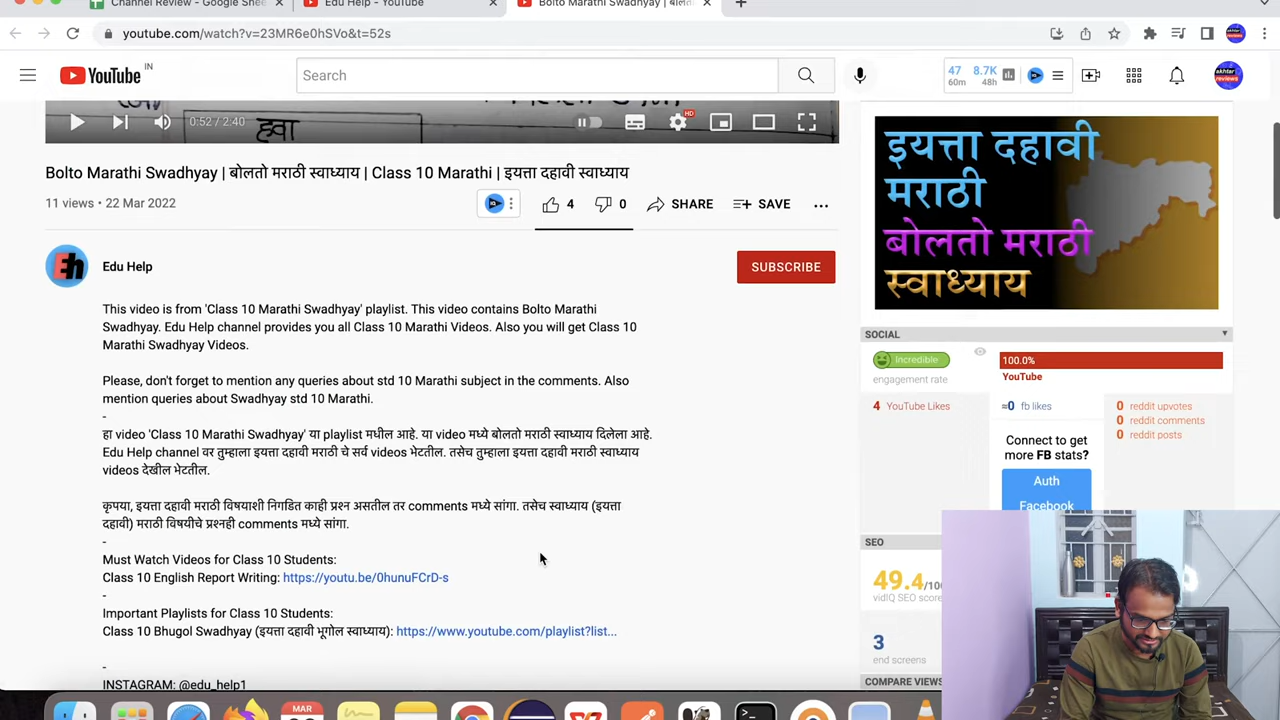 Channel Review - Google Shee
Edu Help - YouTube
Bolto Marathi Swadhyay | बोलतो
youtube.com/watch?v=23MR6e0hSVo&t=52s
YouTube IN
Search
47 60m 8.7K 48h
akhtar reviews
ह्वा
0:52 / 2:40
HD
Bolto Marathi Swadhyay | बोलतो मराठी स्वाध्याय | Class 10 Marathi | इयत्ता दहावी स्वाध्याय
11 views • 22 Mar 2022
4 0 SHARE SAVE
Eh Edu Help
SUBSCRIBE
This video is from 'Class 10 Marathi Swadhyay' playlist. This video contains Bolto Marathi
Swadhyay. Edu Help channel provides you all Class 10 Marathi Videos. Also you will get Class 10
Marathi Swadhyay Videos.
Please, don't forget to mention any queries about std 10 Marathi subject in the comments. Also
mention queries about Swadhyay std 10 Marathi.
-
हा video 'Class 10 Marathi Swadhyay' या playlist मधील आहे. या video मध्ये बोलतो मराठी स्वाध्याय दिलेला आहे.
Edu Help channel वर तुम्हाला इयत्ता दहावी मराठी चे सर्व videos भेटतील. तसेच तुम्हाला इयत्ता दहावी मराठी स्वाध्याय
videos देखील भेटतील.
कृपया, इयत्ता दहावी मराठी विषयाशी निगडित काही प्रश्न असतील तर comments मध्ये सांगा. तसेच स्वाध्याय (इयत्ता
दहावी) मराठी विषयीचे प्रश्नही comments मध्ये सांगा.
-
Must Watch Videos for Class 10 Students:
Class 10 English Report Writing: https://youtu.be/0hunuFCrD-s
-
Important Playlists for Class 10 Students:
Class 10 Bhugol Swadhyay (इयत्ता दहावी भूगोल स्वाध्याय): https://www.youtube.com/playlist?list...
-
INSTAGRAM: @edu_help1
इयत्ता दहावी
मराठी
बोलतो मराठी
स्वाध्याय
SOCIAL
Incredible
engagement rate
100.0%
YouTube
4 YouTube Likes
≈0 fb likes
0 reddit upvotes
0 reddit comments
0 reddit posts
Connect to get
more FB stats?
Auth
Facebook
SEO
49.4/100
vidIQ SEO score
3
end screens
COMPARE VIEWS
MAR